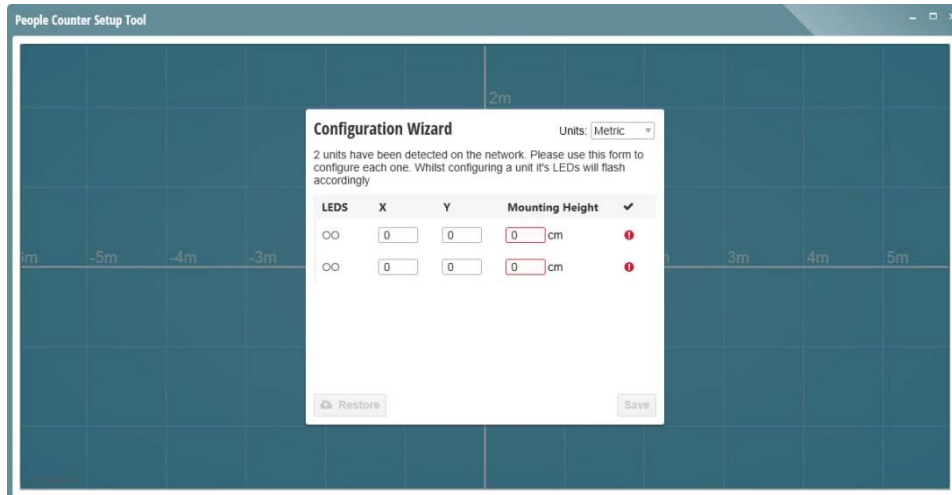 People Counter Setup Tool
2m
Configuration Wizard
Units: Metric
2 units have been detected on the network. Please use this form to
configure each one. Whilst configuring a unit it's LEDs will flash
accordingly
LEDS X Y Mounting Height
0 0 0 cm
0 0 0 cm
-5m -4m -3m 3m 4m 5m
Restore Save